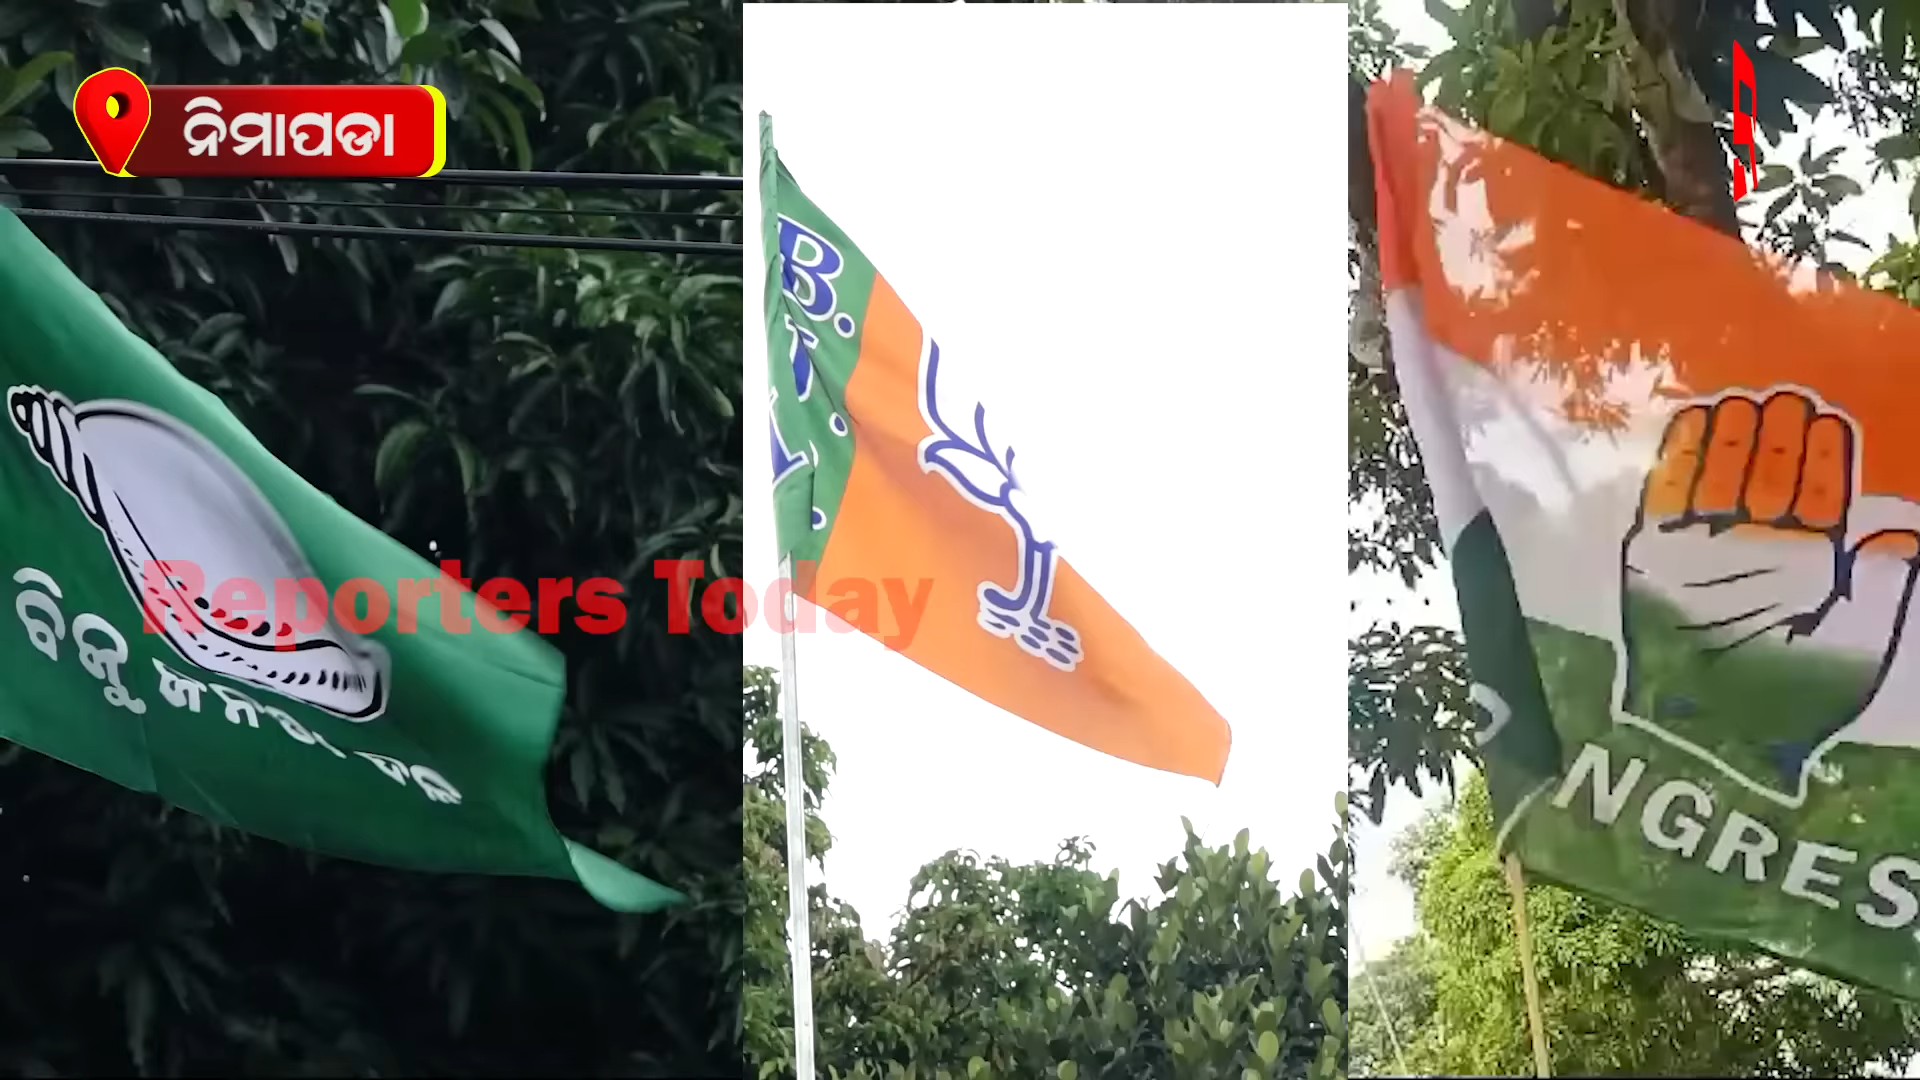 ନିମାପଡା
B.
J.
ବିଜୁ ଜନତା ଦଳ
Reporters Today
NGRES